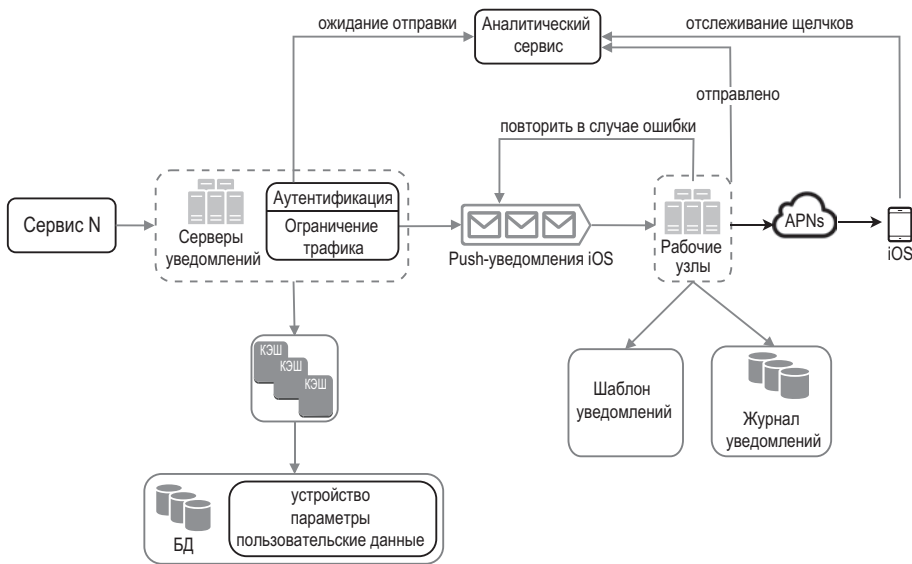 ожидание отправки
Аналитический
сервис
отслеживание щелчков
отправлено
повторить в случае ошибки
Сервис N
Серверы
уведомлений
Аутентификация
Ограничение
трафика
Push-уведомления iOS
Рабочие
узлы
APNs
iOS
КЭШ
КЭШ
КЭШ
Шаблон
уведомлений
Журнал
уведомлений
БД
устройство
параметры
пользовательские данные